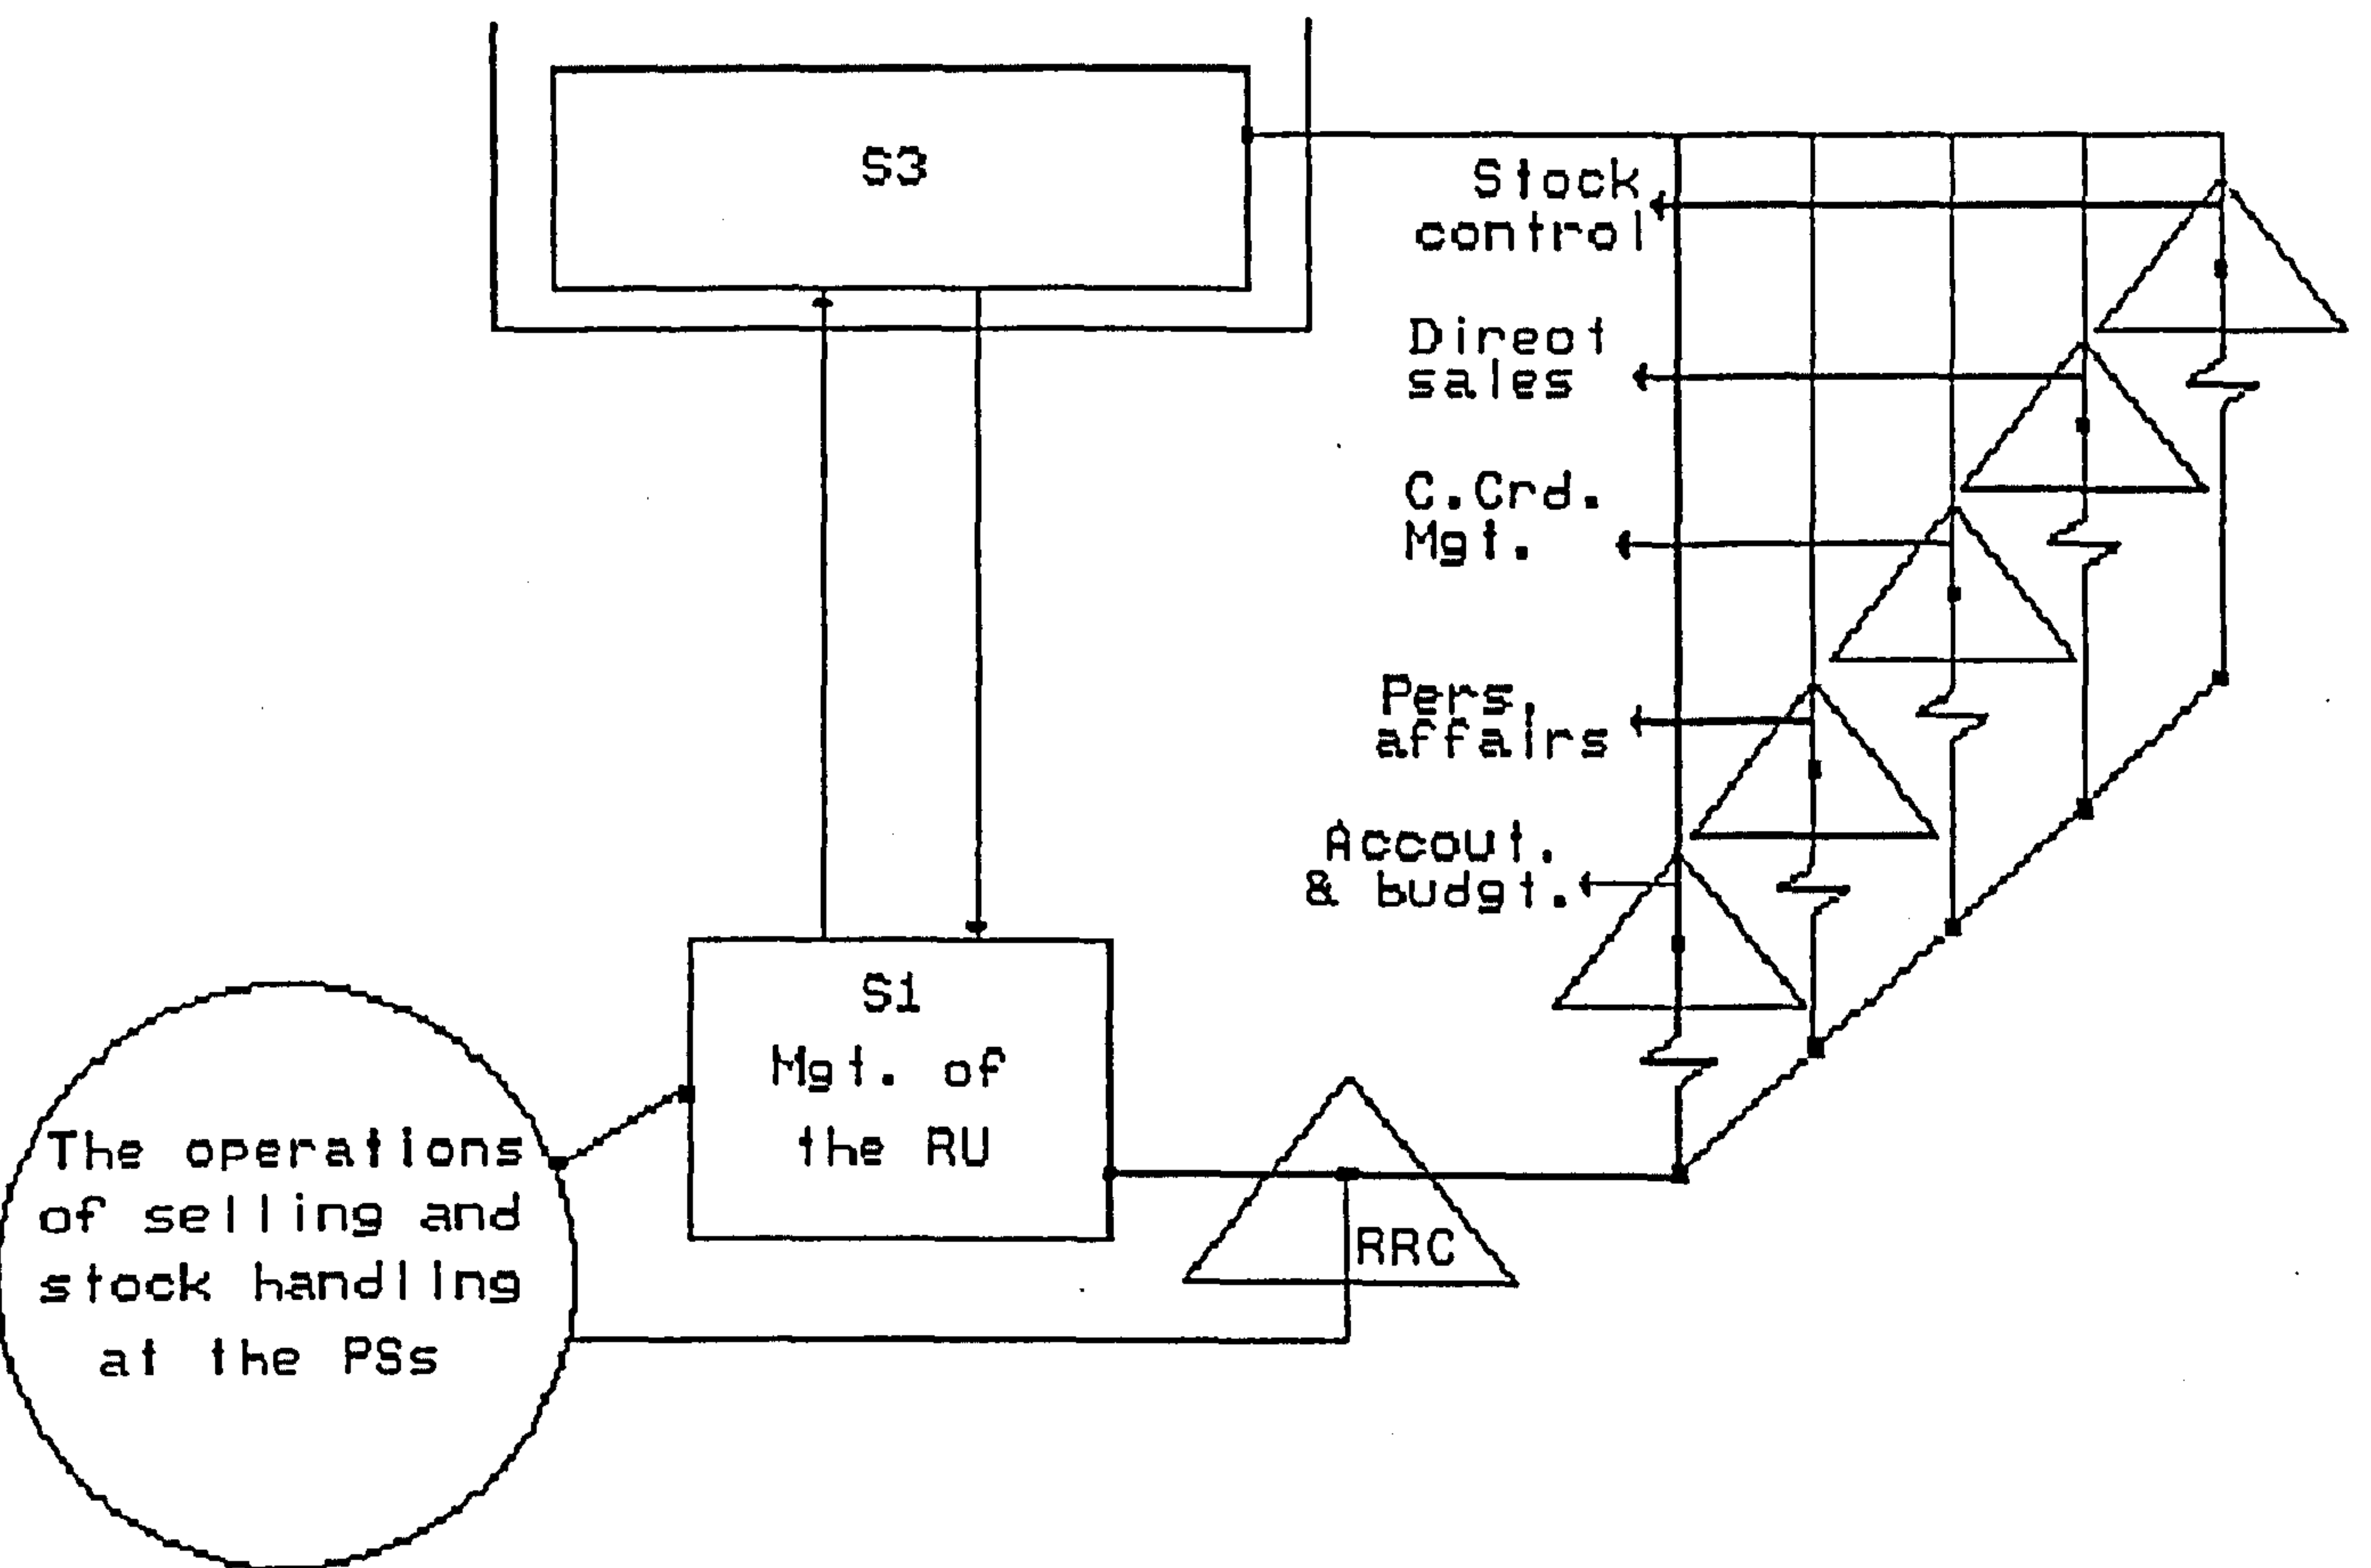 S3
Stock
control
Direct
sales
C.Crd.
Mgt.
Pers.
affairs
Accout.
& budgt.
S1
Mgt. of
the RU
RRC
The operations
of selling and
stock handling
at the PSs